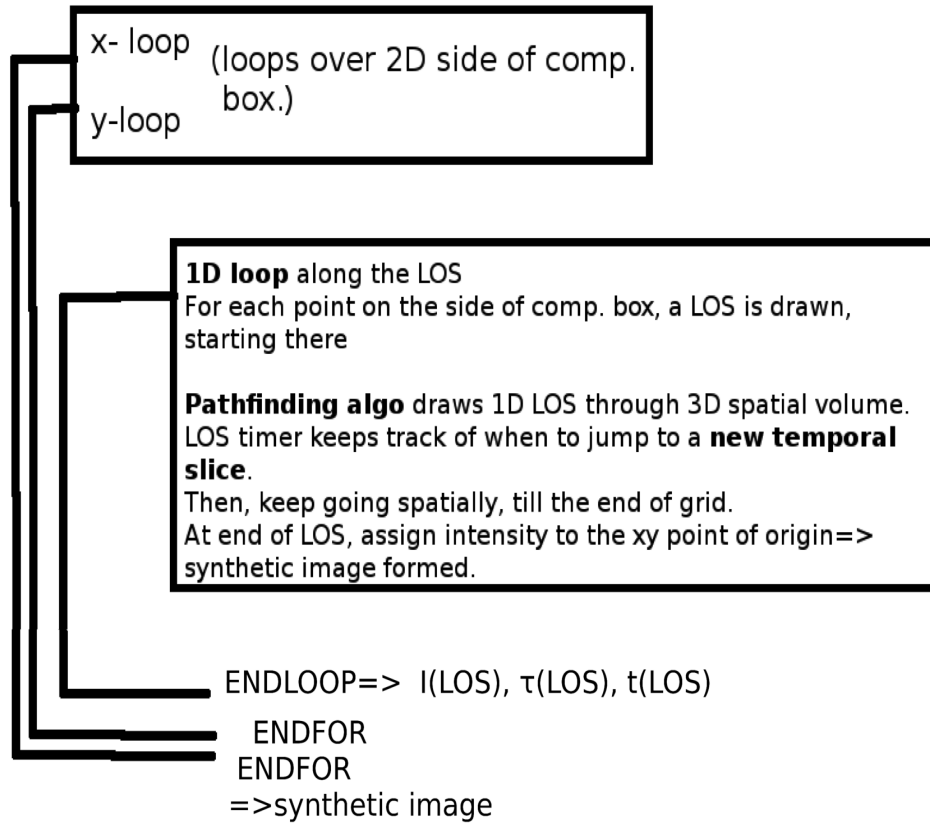 x- loop
(loops over 2D side of comp.
box.)
y-loop
1D loop along the LOS
For each point on the side of comp. box, a LOS is drawn,
starting there
Pathfinding algo draws 1D LOS through 3D spatial volume.
LOS timer keeps track of when to jump to a new temporal
slice.
Then, keep going spatially, till the end of grid.
At end of LOS, assign intensity to the xy point of origin=>
synthetic image formed.
ENDLOOP=> I(LOS), τ(LOS), t(LOS)
ENDFOR
ENDFOR
=>synthetic image